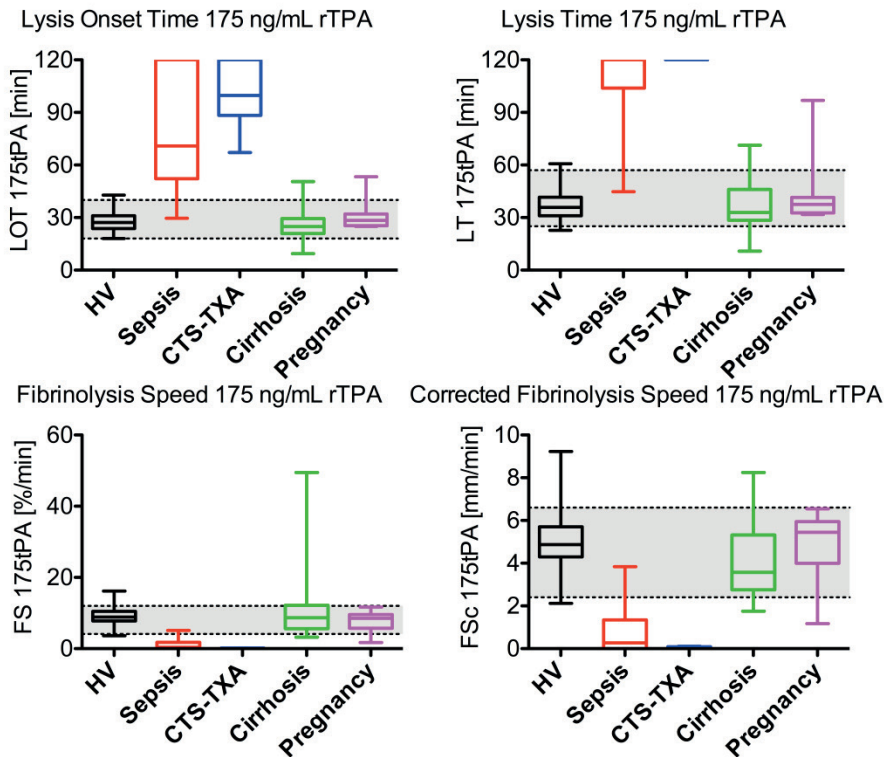 Lysis Onset Time 175 ng/mL rTPA
LOT 175tPA [min]
120
90
60
30
0
HV
Sepsis
CTS-TXA
Cirrhosis
Pregnancy
Lysis Time 175 ng/mL rTPA
LT 175tPA [min]
120
90
60
30
0
HV
Sepsis
CTS-TXA
Cirrhosis
Pregnancy
Fibrinolysis Speed 175 ng/mL rTPA
FS 175tPA [%/min]
60
40
20
0
HV
Sepsis
CTS-TXA
Cirrhosis
Pregnancy
Corrected Fibrinolysis Speed 175 ng/mL rTPA
FSc 175tPA [mm/min]
10
8
6
4
2
0
HV
Sepsis
CTS-TXA
Cirrhosis
Pregnancy